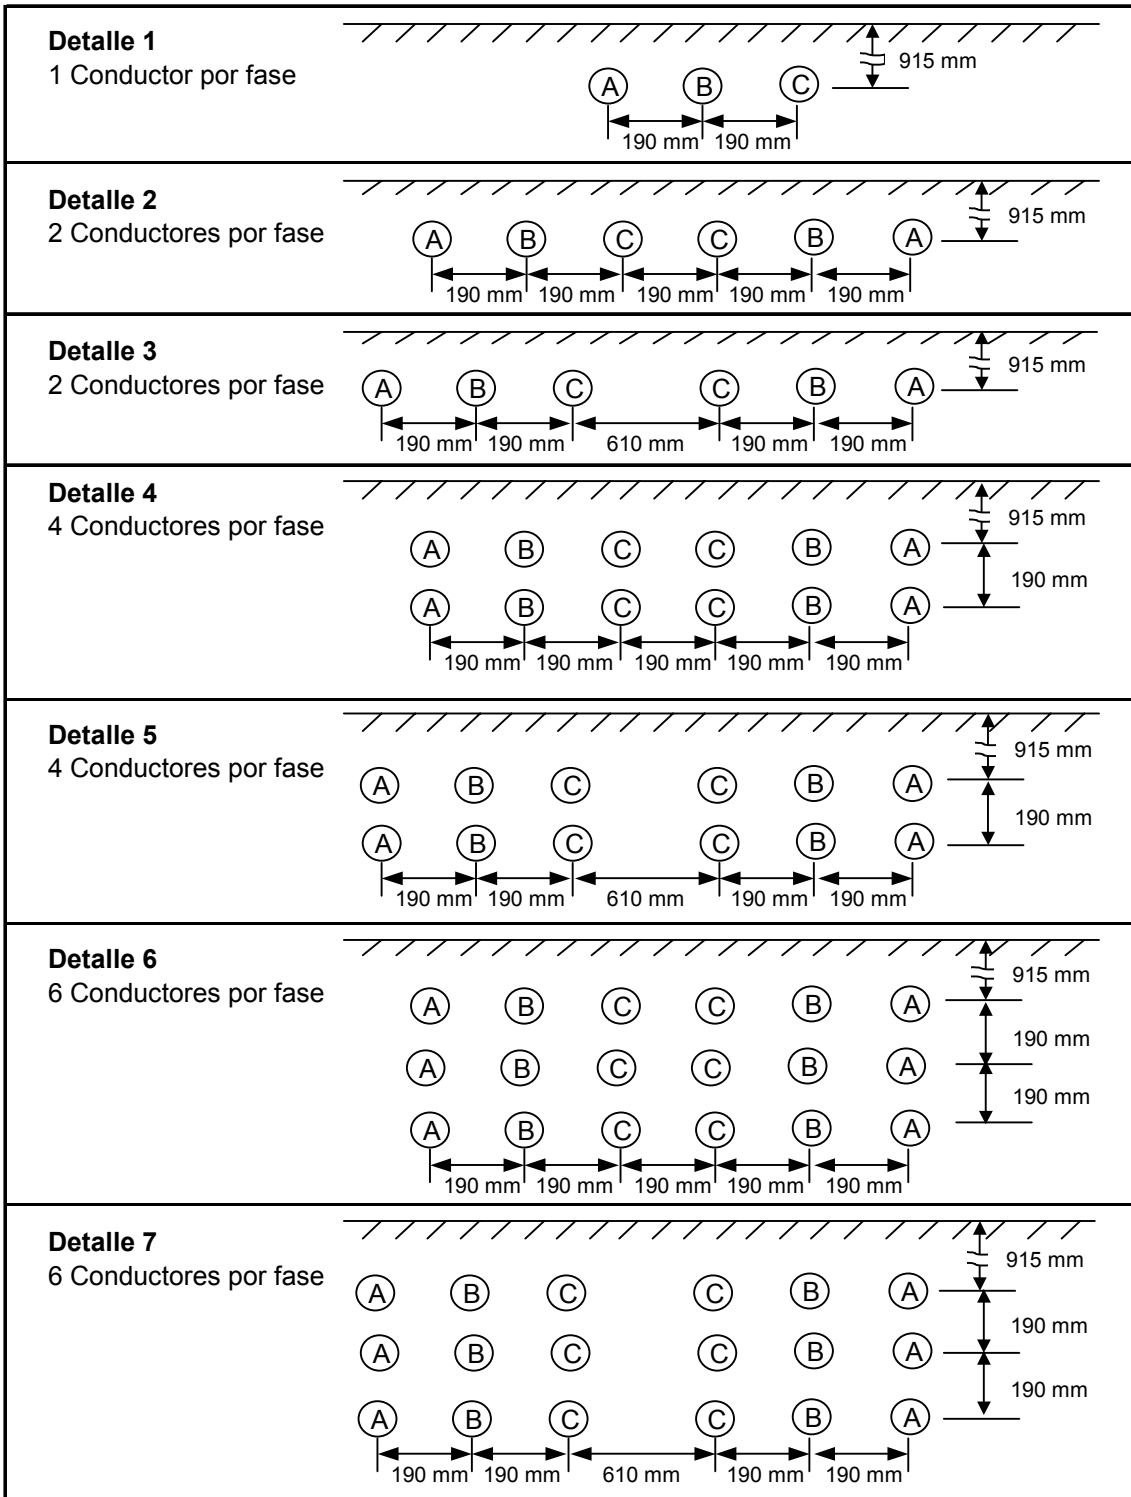 Detalle 1
1 Conductor por fase
915 mm
A B C
190 mm 190 mm
Detalle 2
2 Conductores por fase
915 mm
A B C C B A
190 mm 190 mm 190 mm 190 mm 190 mm
Detalle 3
2 Conductores por fase
915 mm
A B C C B A
190 mm 190 mm 610 mm 190 mm 190 mm
Detalle 4
4 Conductores por fase
915 mm
A B C C B A
190 mm
A B C C B A
190 mm 190 mm 190 mm 190 mm 190 mm
Detalle 5
4 Conductores por fase
915 mm
A B C C B A
190 mm
A B C C B A
190 mm 190 mm 610 mm 190 mm 190 mm
Detalle 6
6 Conductores por fase
915 mm
A B C C B A
190 mm
A B C C B A
190 mm
A B C C B A
190 mm 190 mm 190 mm 190 mm 190 mm
Detalle 7
6 Conductores por fase
915 mm
A B C C B A
190 mm
A B C C B A
190 mm
A B C C B A
190 mm 190 mm 610 mm 190 mm 190 mm